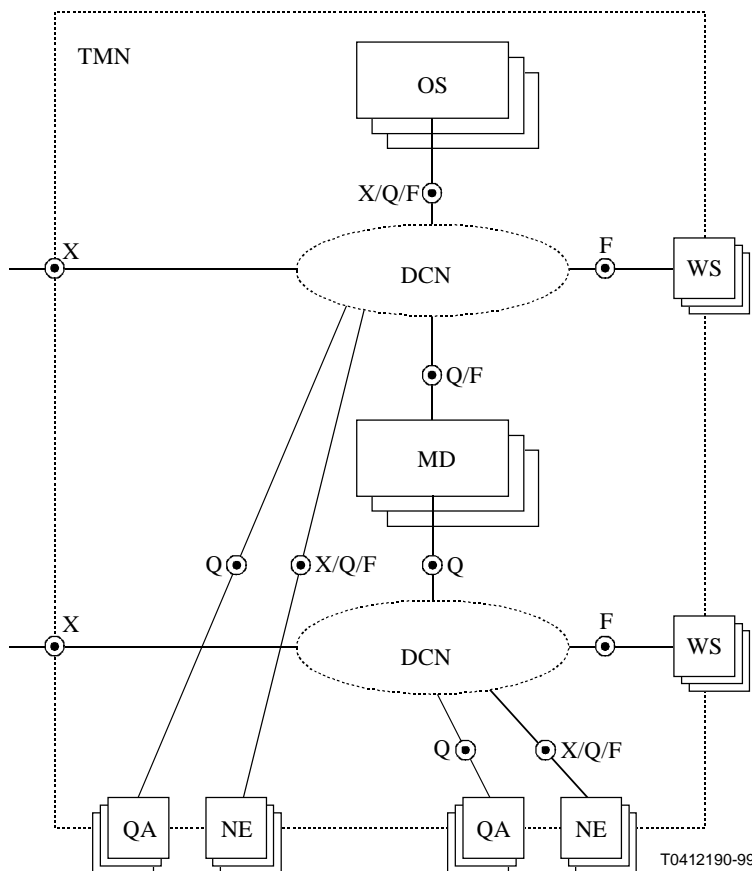 TMN
OS
X/Q/F
X
F
DCN
WS
Q/F
MD
Q
X/Q/F
Q
X
F
DCN
WS
Q
X/Q/F
QA
NE
QA
NE
T0412190-99